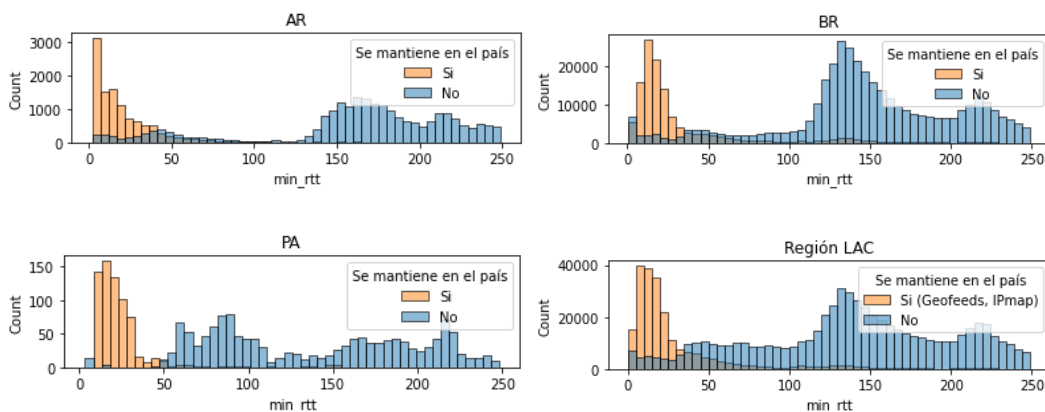 AR
3000
2000
1000
0
Count
Se mantiene en el país
Si
No
0 50 100 150 200 250
min_rtt
BR
20000
10000
0
Count
Se mantiene en el país
Si
No
0 50 100 150 200 250
min_rtt
PA
150
100
50
0
Count
Se mantiene en el país
Si
No
0 50 100 150 200 250
min_rtt
Región LAC
40000
20000
0
Count
Se mantiene en el país
Si (Geofeeds, IPmap)
No
0 50 100 150 200 250
min_rtt